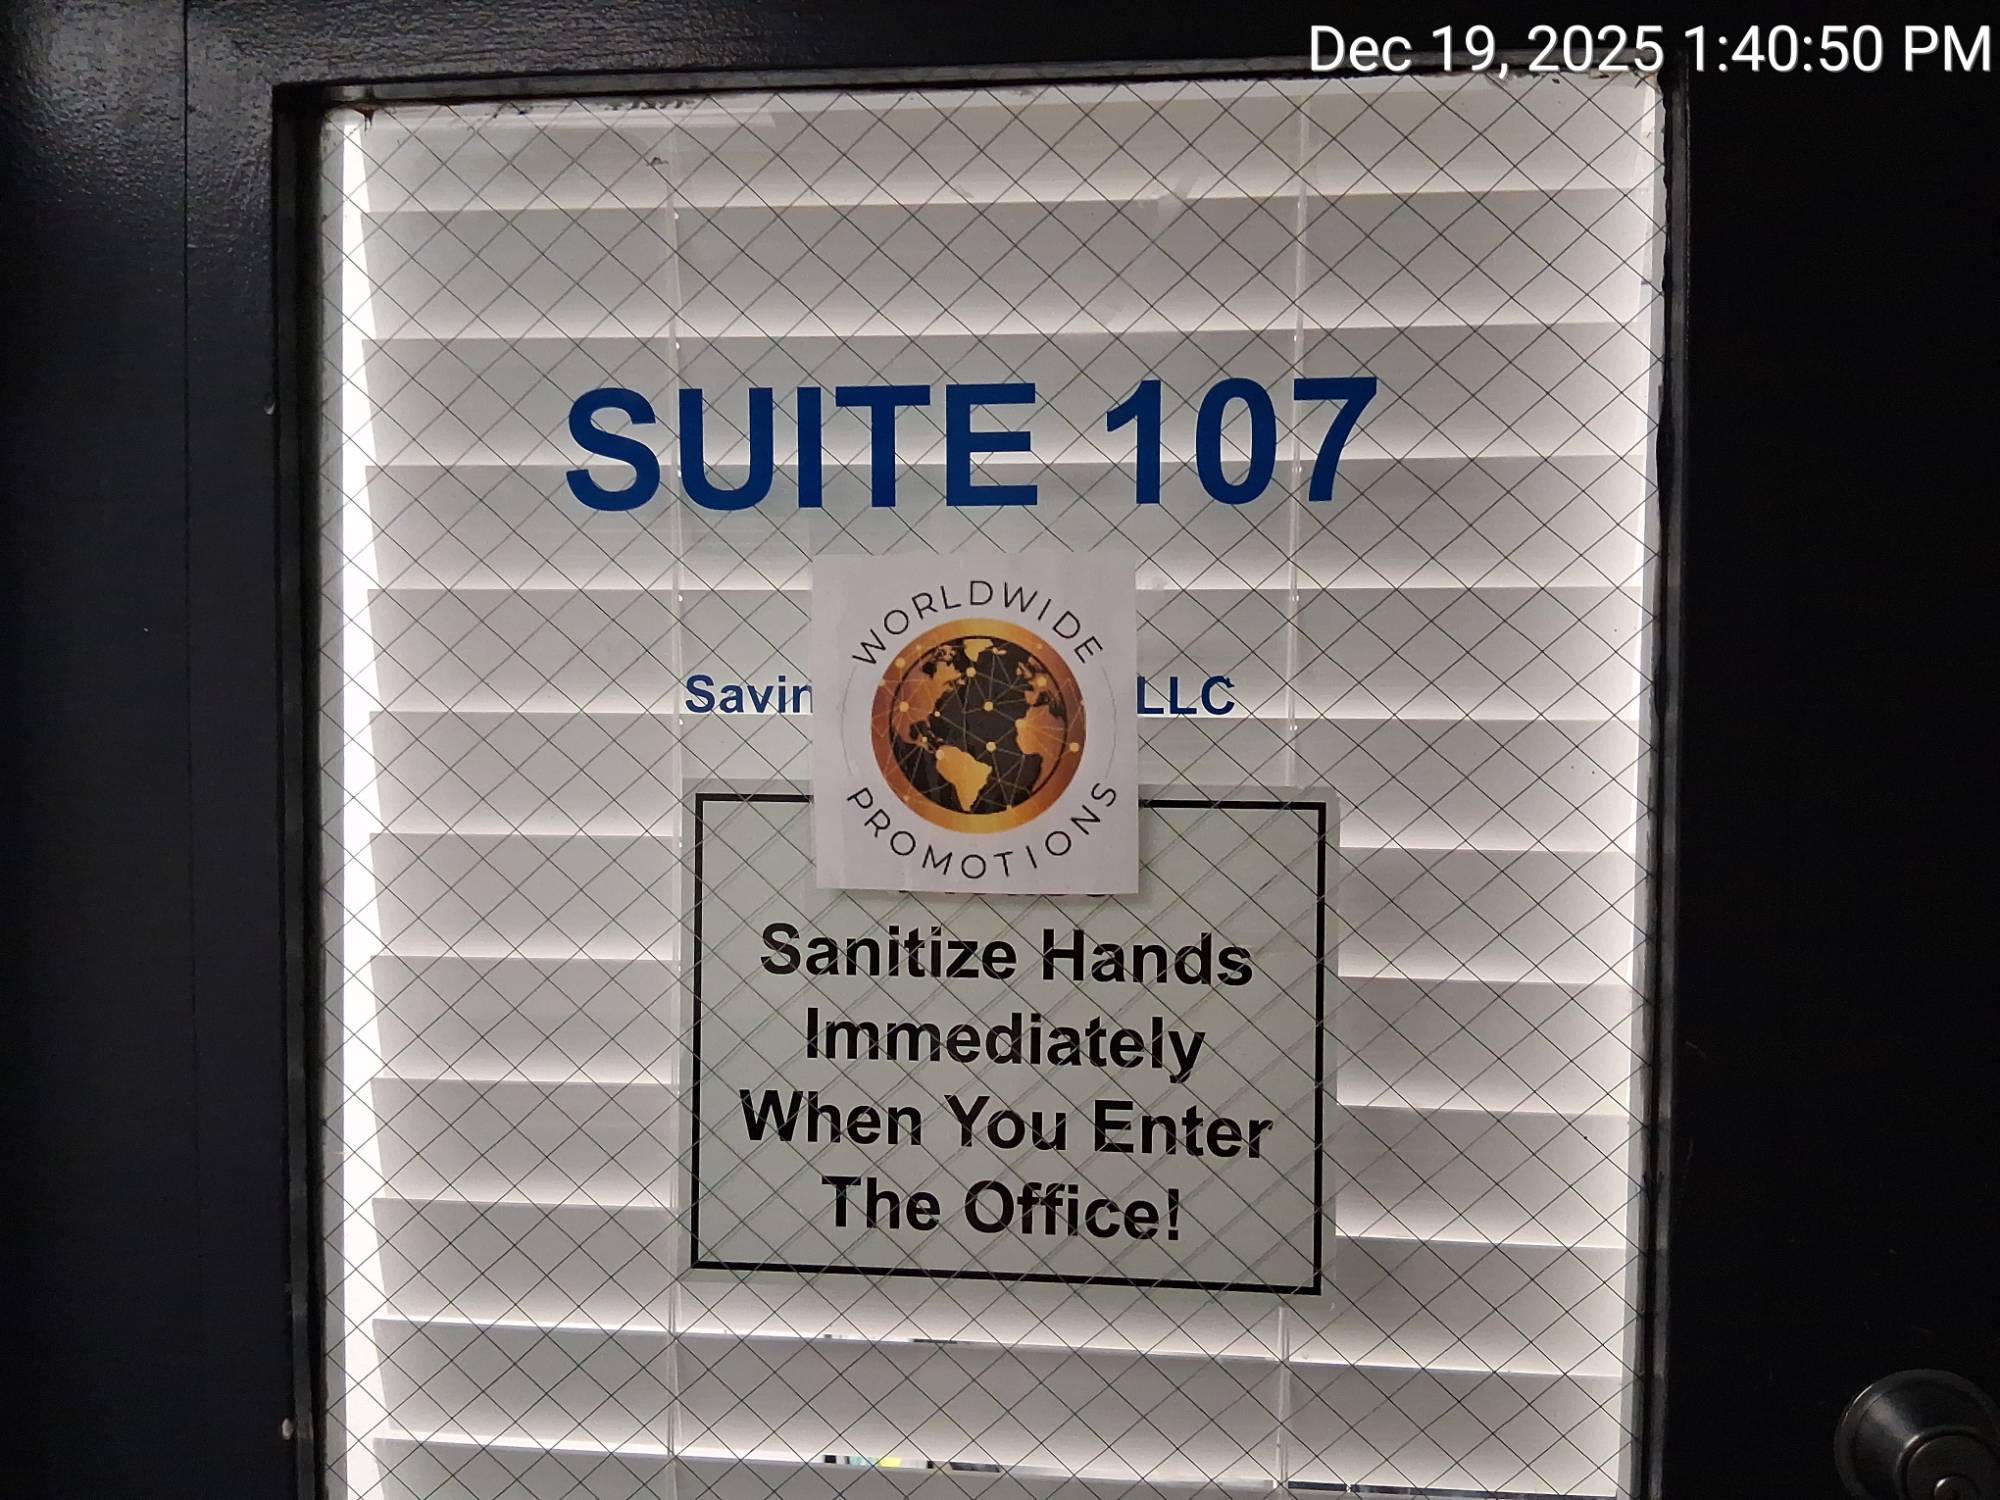 Dec 19, 2025 1:40:50 PM
SUITE 107
WORLDWIDE
PROMOTIONS
LLC
Sanitize Hands
Immediately
When You Enter
The Office!